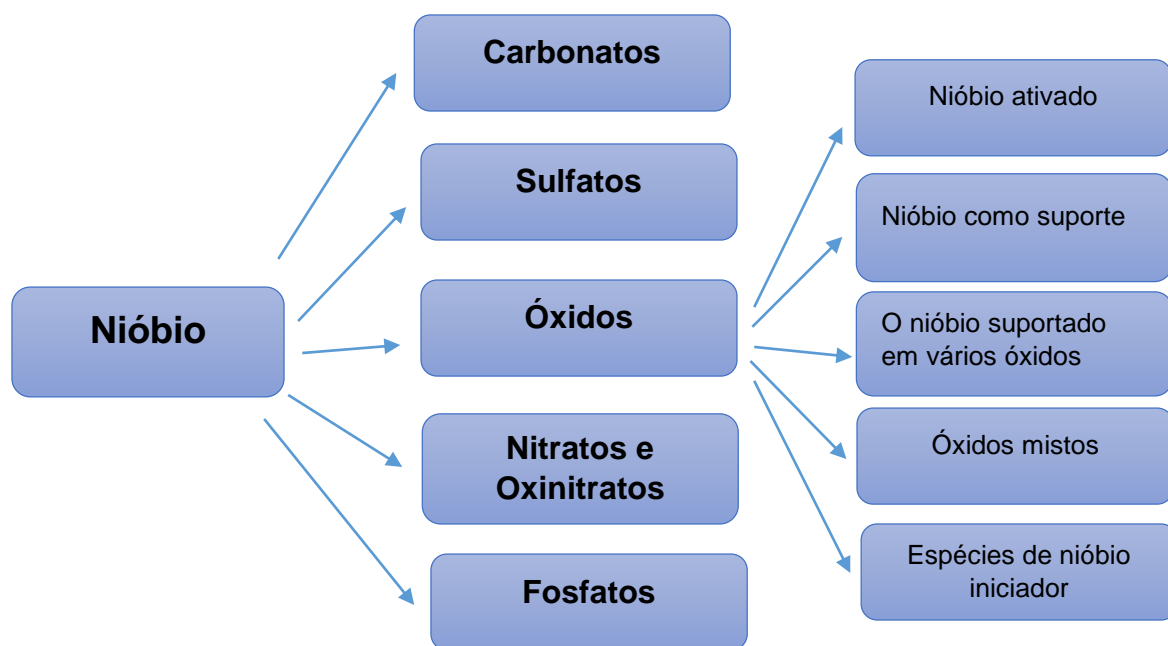 Nióbio
Carbonatos
Sulfatos
Óxidos
Nitratos e
Oxinitratos
Fosfatos
Nióbio ativado
Nióbio como suporte
O nióbio suportado
em vários óxidos
Óxidos mistos
Espécies de nióbio
iniciador